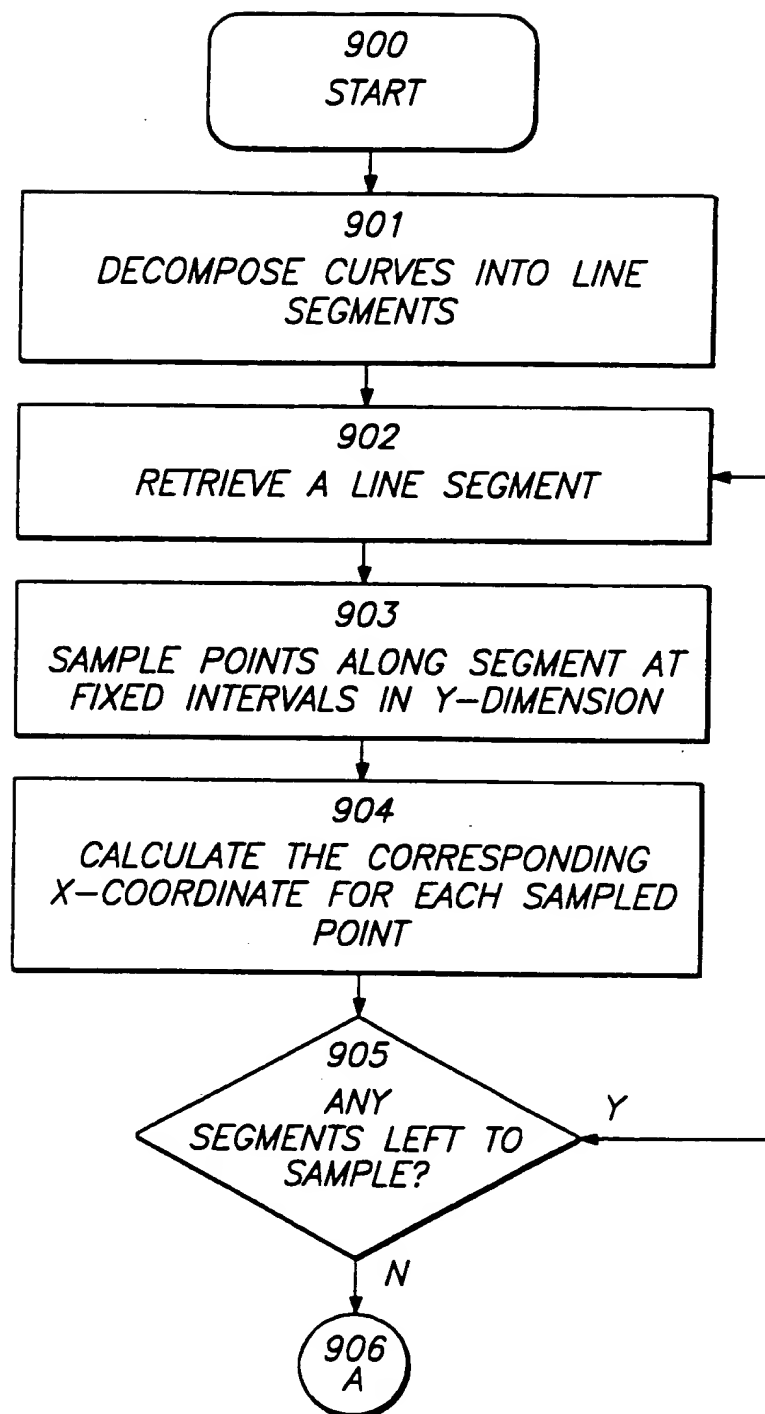 900
START
901
DECOMPOSE CURVES INTO LINE
SEGMENTS
902
RETRIEVE A LINE SEGMENT
903
SAMPLE POINTS ALONG SEGMENT AT
FIXED INTERVALS IN Y-DIMENSION
904
CALCULATE THE CORRESPONDING
X-COORDINATE FOR EACH SAMPLED
POINT
905
ANY
SEGMENTS LEFT TO
SAMPLE?
Y
N
906
A